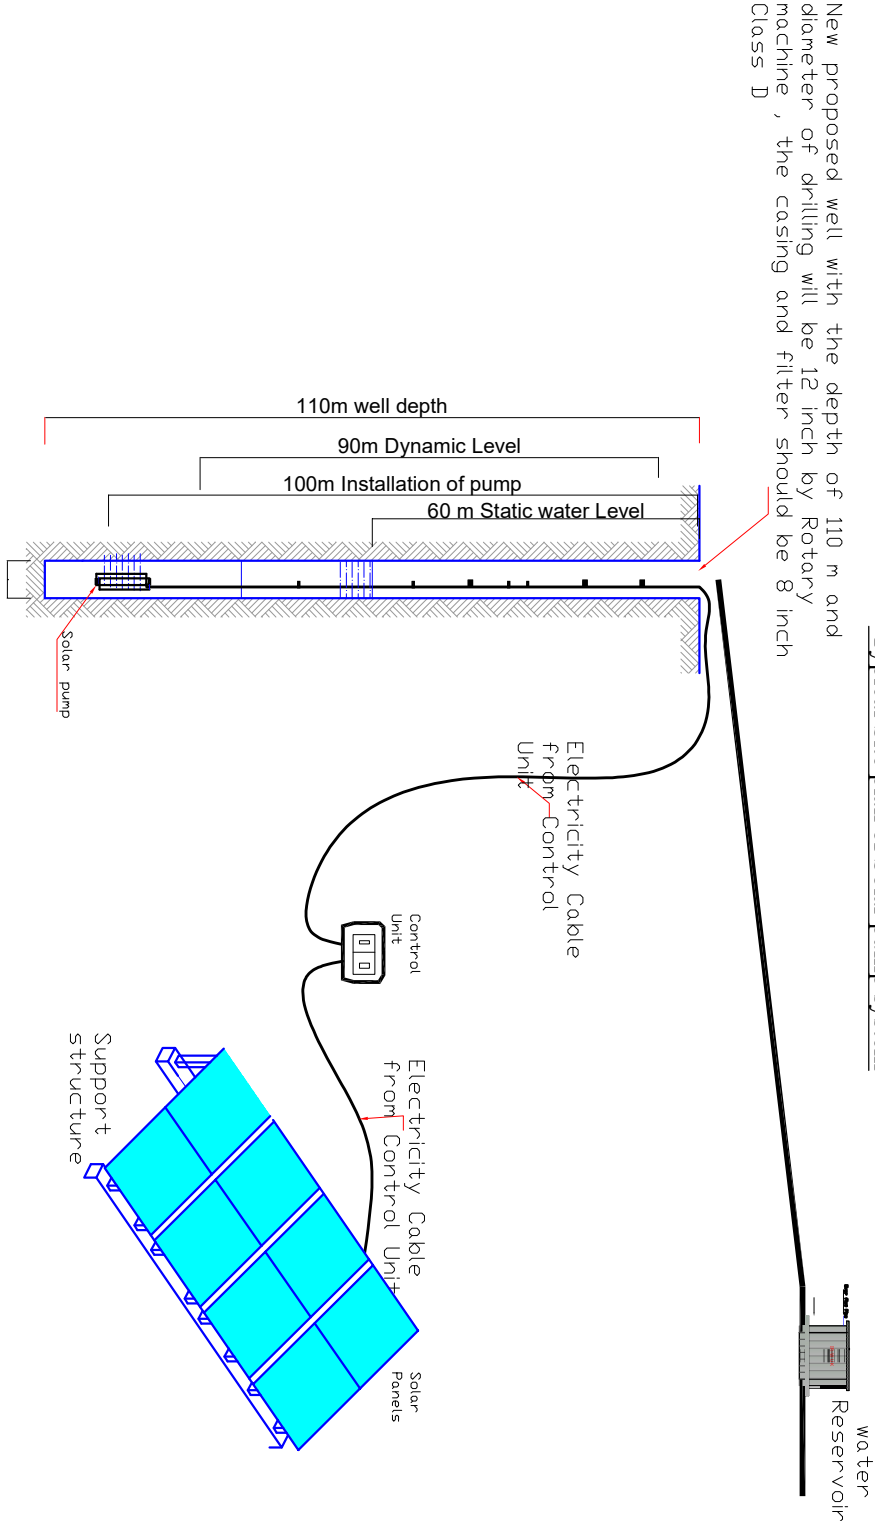 New proposed well with the depth of 110 m and
diameter of drilling will be 12 inch by Rotary
machine , the casing and filter should be 8 inch
Class D
110m well depth
90m Dynamic Level
100m Installation of pump
60 m Static water Level
Solar pump
Electricity Cable
from Control
Unit
Control
Unit
Electricity Cable
from Control Unit
Support
structure
Solar
Panels
water
Reservoir